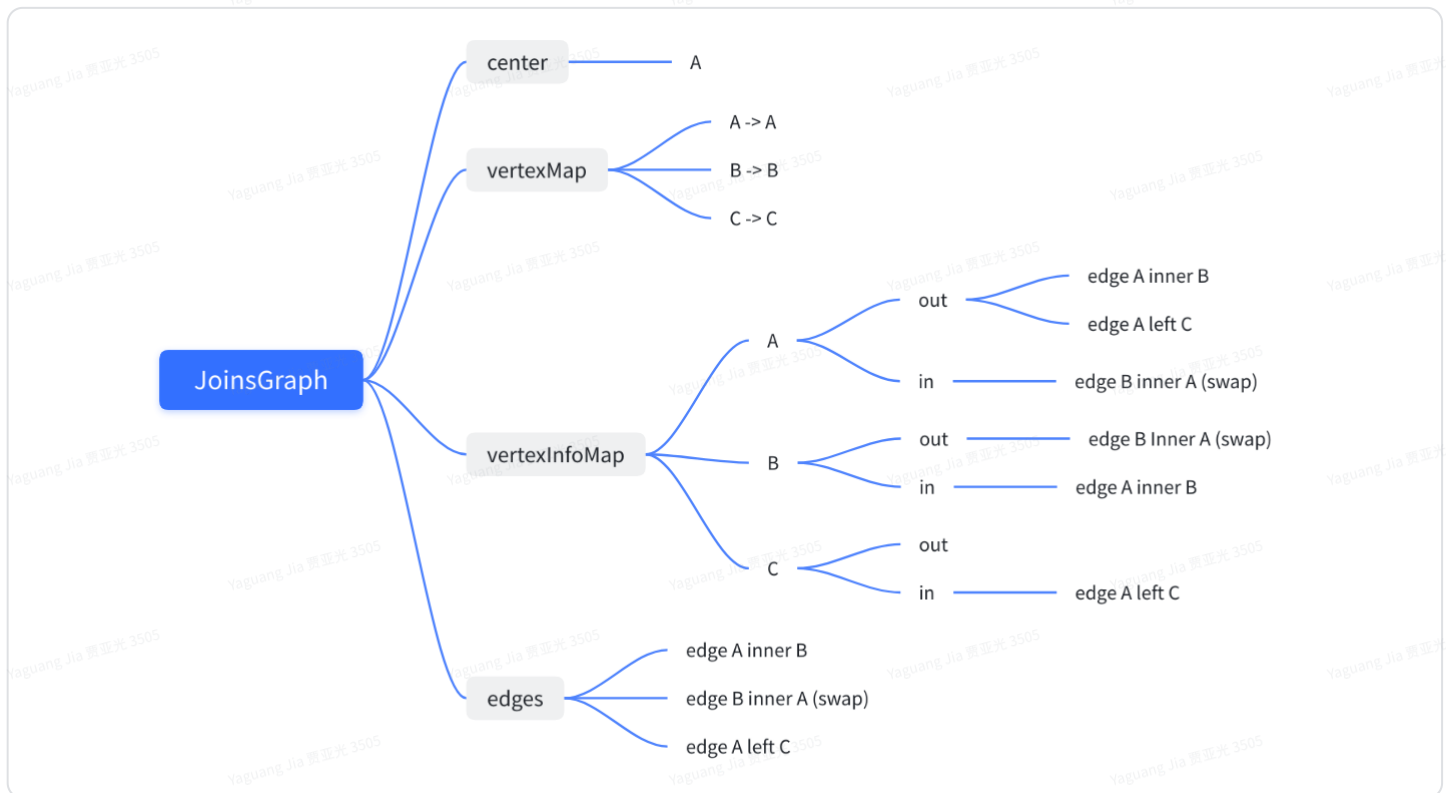 center
A
vertexMap
A -> A
B -> B
C -> C
JoinsGraph
vertexInfoMap
A
out
edge A inner B
edge A left C
in
edge B inner A (swap)
B
out
edge B Inner A (swap)
in
edge A inner B
C
out
in
edge A left C
edges
edge A inner B
edge B inner A (swap)
edge A left C
Yaguang Jia 贾亚光 3505